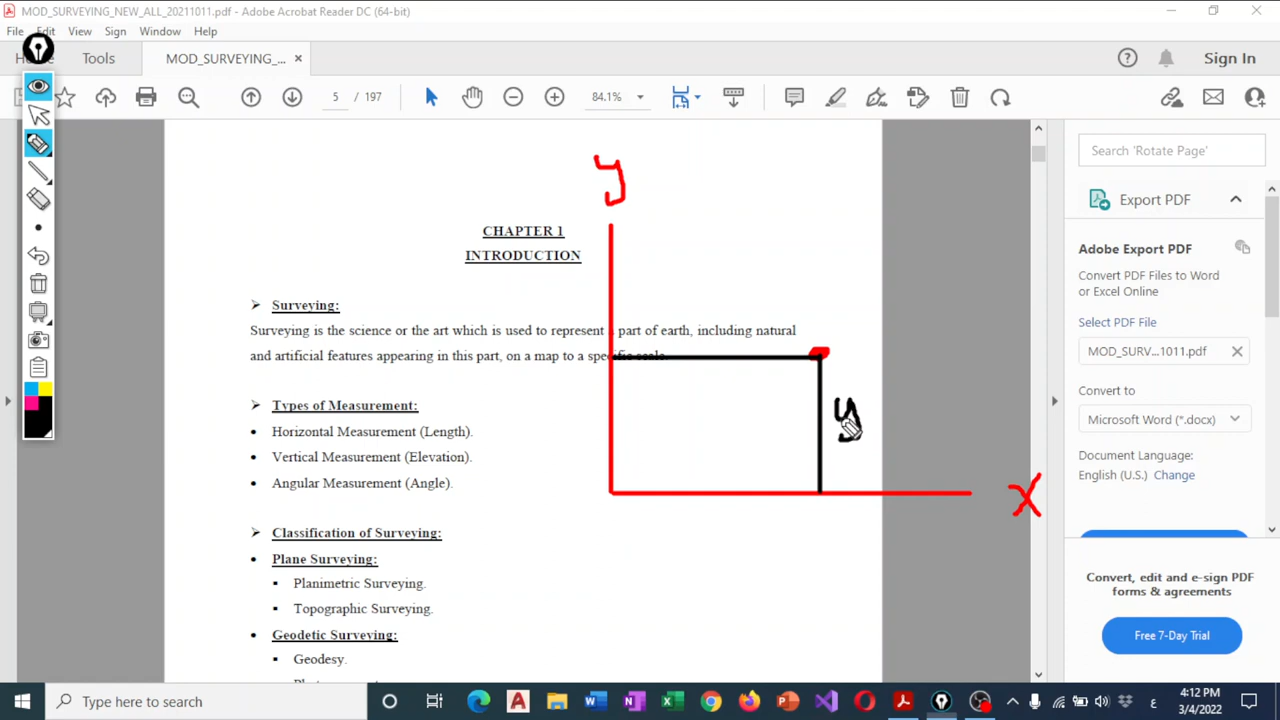 MOD_SURVEYING_NEW_ALL_20211011.pdf - Adobe Acrobat Reader DC (64-bit)
File Edit View Sign Window Help
Tools MOD_SURVEYING_... × Sign In
5 / 197 84.1%
Search 'Rotate Page'
y
Export PDF
CHAPTER 1
INTRODUCTION
Adobe Export PDF
Convert PDF Files to Word
or Excel Online
Select PDF File
MOD_SURV...1011.pdf
Convert to
Microsoft Word (*.docx)
Document Language:
English (U.S.) Change
➢ Surveying:
Surveying is the science or the art which is used to represent a part of earth, including natural
and artificial features appearing in this part, on a map to a specific scale.
➢ Types of Measurement:
• Horizontal Measurement (Length).
• Vertical Measurement (Elevation).
• Angular Measurement (Angle).
y
X
➢ Classification of Surveying:
• Plane Surveying:
▪ Planimetric Surveying.
▪ Topographic Surveying.
• Geodetic Surveying:
▪ Geodesy.
Convert, edit and e-sign PDF
forms & agreements
Free 7-Day Trial
Type here to search
ع
4:12 PM
3/4/2022